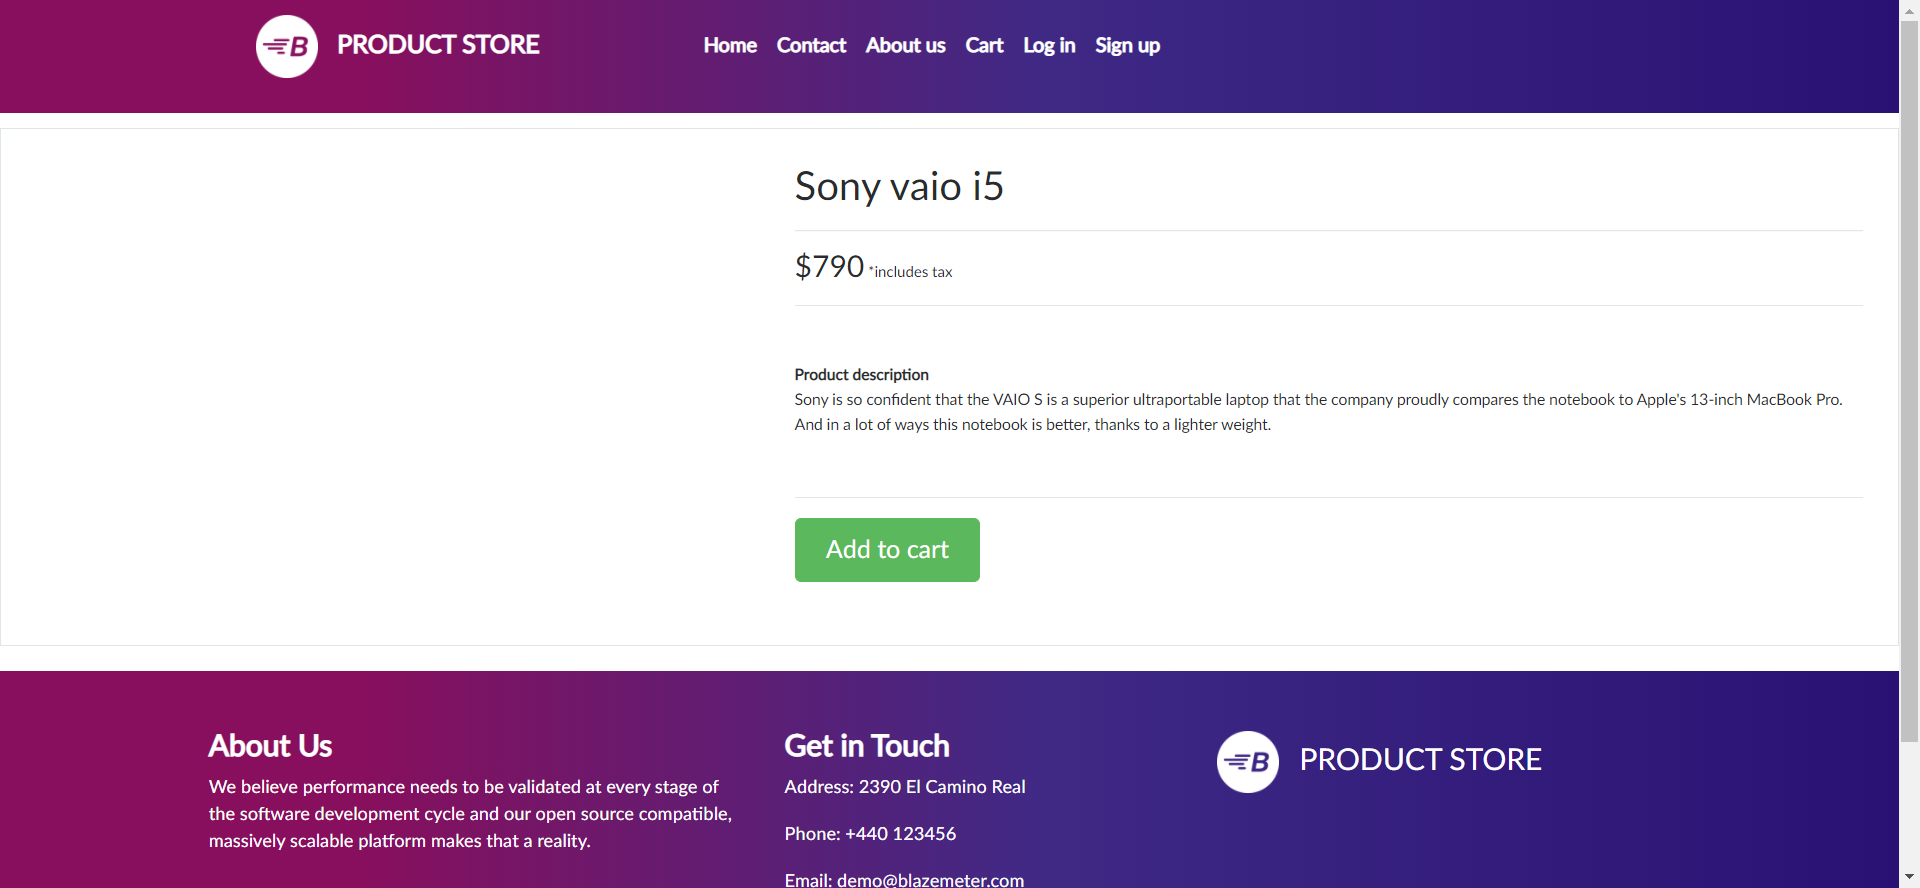 B PRODUCT STORE
Home Contact About us Cart Log in Sign up
Sony vaio i5
$790 *includes tax
Product description
Sony is so confident that the VAIO S is a superior ultraportable laptop that the company proudly compares the notebook to Apple's 13-inch MacBook Pro.
And in a lot of ways this notebook is better, thanks to a lighter weight.
Add to cart
About Us
We believe performance needs to be validated at every stage of
the software development cycle and our open source compatible,
massively scalable platform makes that a reality.
Get in Touch
Address: 2390 El Camino Real
Phone: +440 123456
Email: demo@blazemeter.com
B PRODUCT STORE